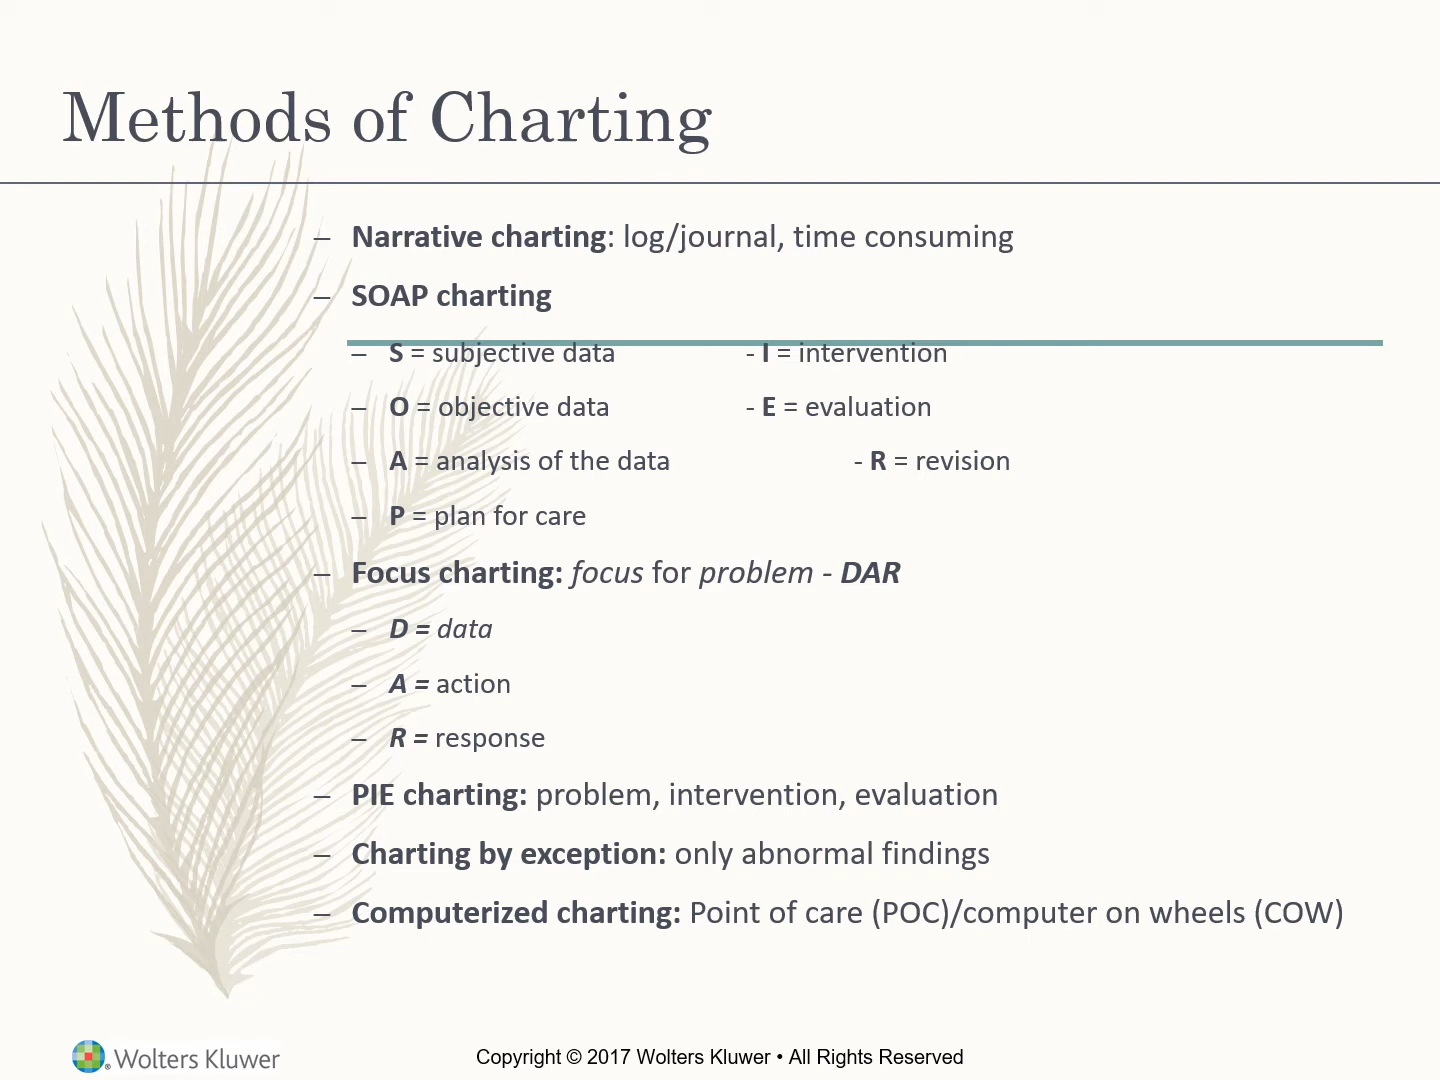 Methods of Charting
– Narrative charting: log/journal, time consuming
– SOAP charting
– S = subjective data - I = intervention
– O = objective data - E = evaluation
– A = analysis of the data - R = revision
– P = plan for care
– Focus charting: focus for problem - DAR
– D = data
– A = action
– R = response
– PIE charting: problem, intervention, evaluation
– Charting by exception: only abnormal findings
– Computerized charting: Point of care (POC)/computer on wheels (COW)
Wolters Kluwer
Copyright © 2017 Wolters Kluwer • All Rights Reserved